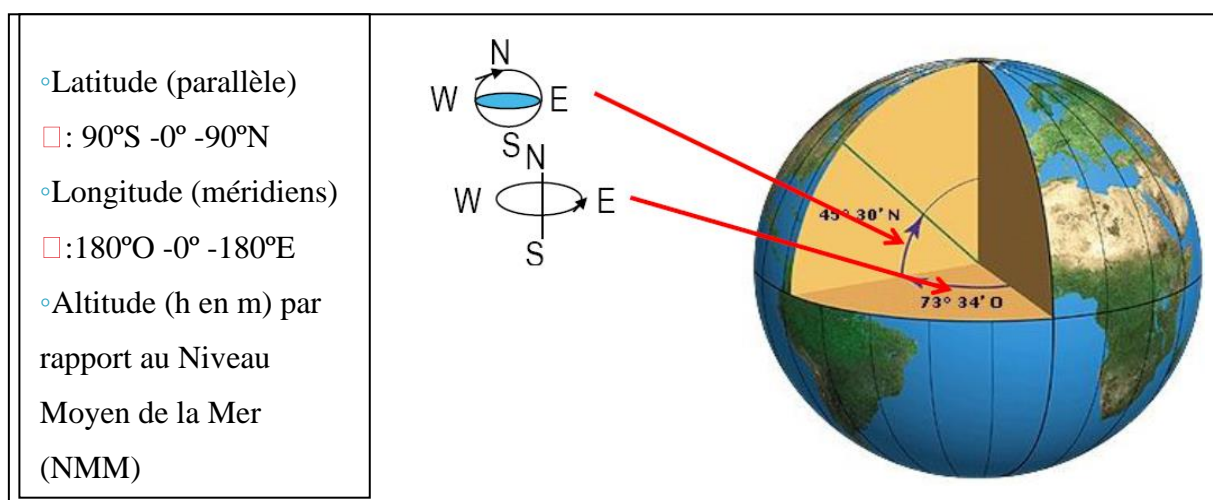 ◦Latitude (parallèle)
□: 90ºS -0º -90ºN
◦Longitude (méridiens)
□:180ºO -0º -180ºE
◦Altitude (h en m) par
rapport au Niveau
Moyen de la Mer
(NMM)
N
W E
S
N
W E
S
45° 30' N
73° 34' O